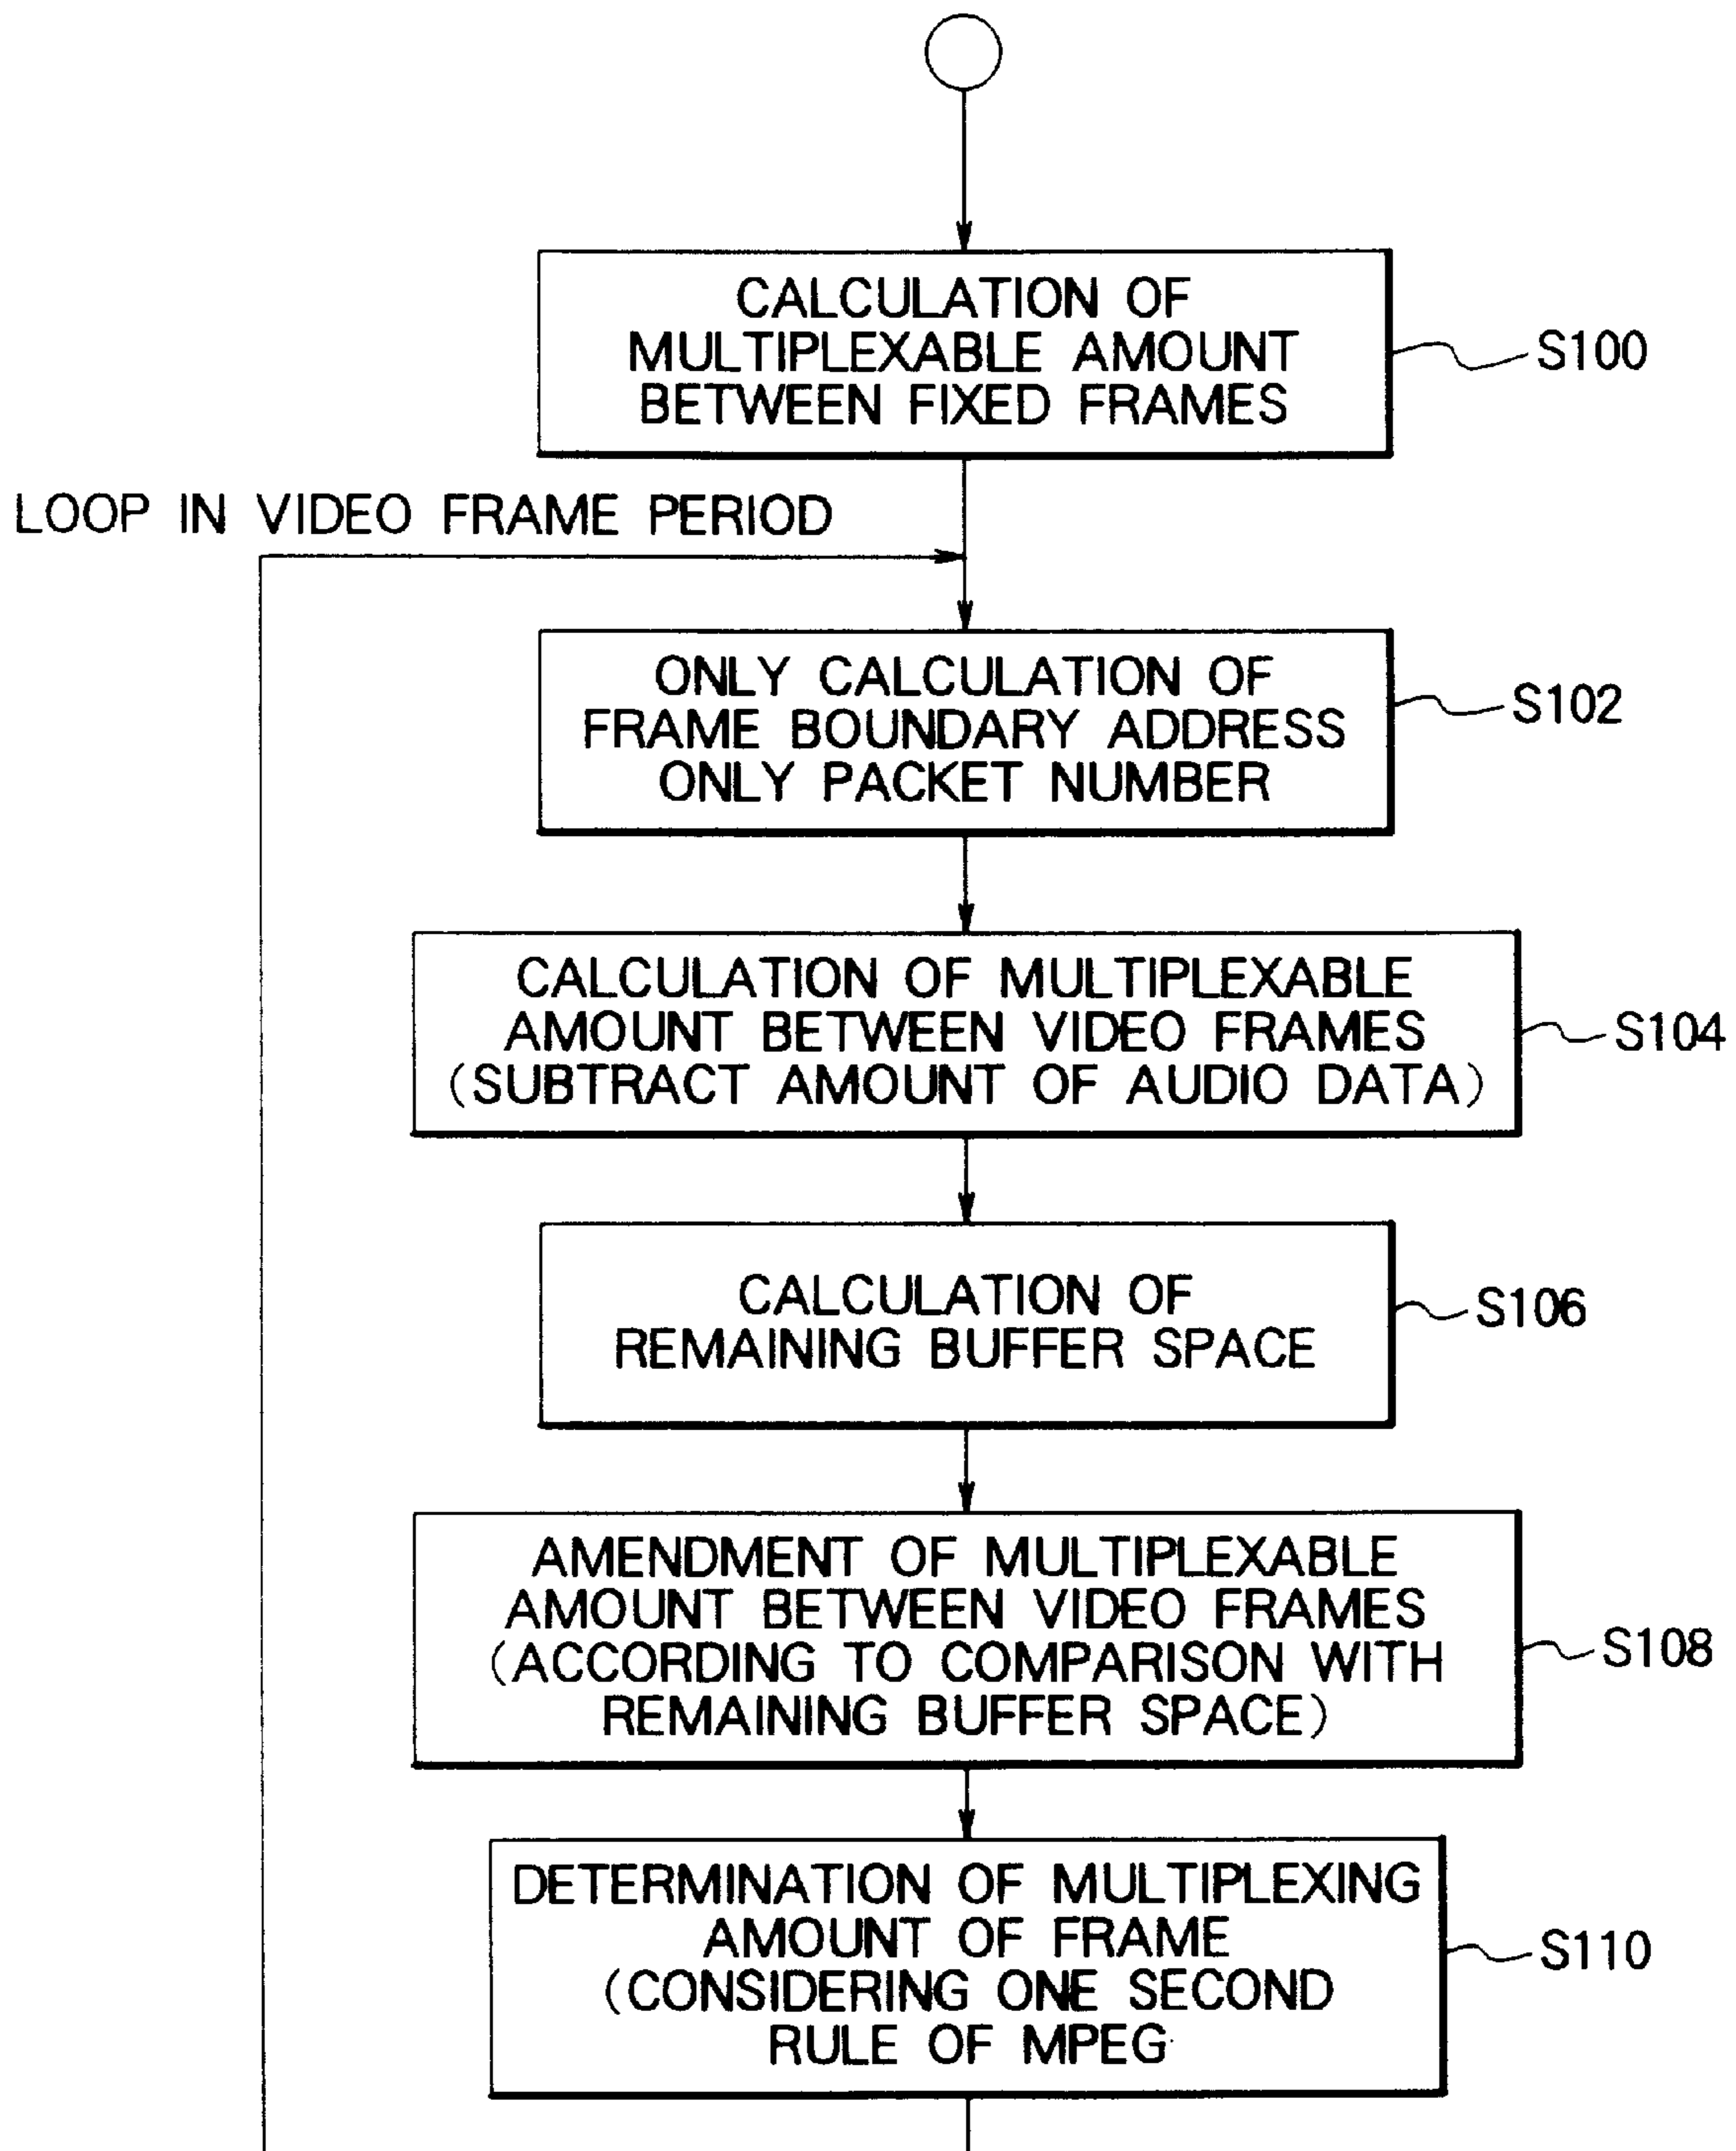 CALCULATION OF
MULTIPLEXABLE AMOUNT
BETWEEN FIXED FRAMES
S100
LOOP IN VIDEO FRAME PERIOD
ONLY CALCULATION OF
FRAME BOUNDARY ADDRESS
ONLY PACKET NUMBER
S102
CALCULATION OF MULTIPLEXABLE
AMOUNT BETWEEN VIDEO FRAMES
(SUBTRACT AMOUNT OF AUDIO DATA)
S104
CALCULATION OF
REMAINING BUFFER SPACE
S106
AMENDMENT OF MULTIPLEXABLE
AMOUNT BETWEEN VIDEO FRAMES
(ACCORDING TO COMPARISON WITH
REMAINING BUFFER SPACE)
S108
DETERMINATION OF MULTIPLEXING
AMOUNT OF FRAME
(CONSIDERING ONE SECOND
RULE OF MPEG
S110